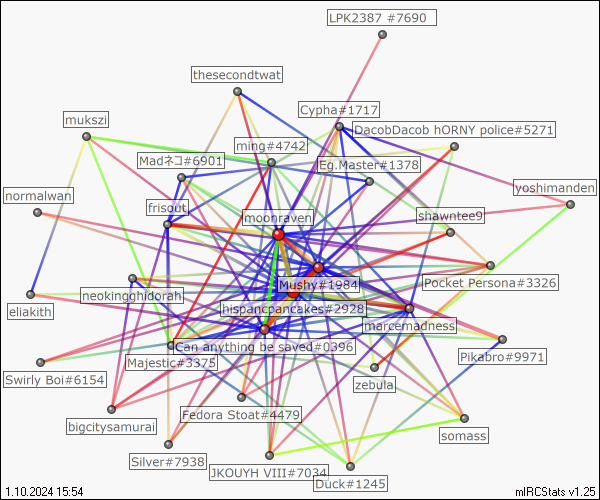 LPK2387 #7690
thesecondtwat
Cypha#1717
mukszi
DacobDacob hORNY police#5271
ming#4742
Madネコ#6901
Eg.Master#1378
normalwan
yoshimanden
frisout
moonraven
shawntee9
Mushy#1984
Pocket Persona#3326
neokingghidorah
eliakith
hispancpancakes#2928
marcemadness
Can anything be saved#0396
Majestic#3375
Pikabro#9971
Swirly Boi#6154
zebula
Fedora Stoat#4479
bigcitysamurai
somass
Silver#7938
JKOUYH VIII#7034
Duck#1245
1.10.2024 15:54
mIRCStats v1.25